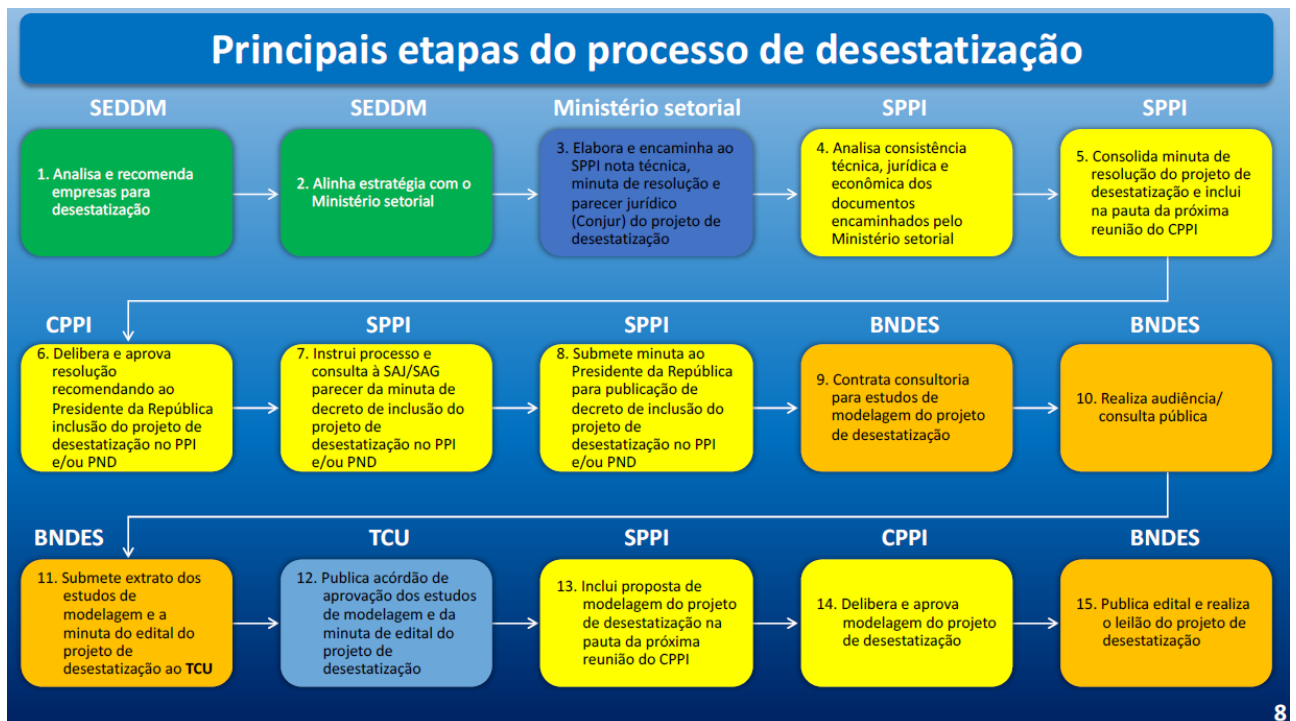 Principais etapas do processo de desestatização
SEDDM
1. Analisa e recomenda
empresas para
desestatização
SEDDM
2. Alinha estratégia com o
Ministério setorial
Ministério setorial
3. Elabora e encaminha ao
SPPI nota técnica,
minuta de resolução e
parecer jurídico
(Conjur) do projeto de
desestatização
SPPI
4. Analisa consistência
técnica, jurídica e
econômica dos
documentos
encaminhados pelo
Ministério setorial
SPPI
5. Consolida minuta de
resolução do projeto de
desestatização e inclui
na pauta da próxima
reunião do CPPI
CPPI
6. Delibera e aprova
resolução
recomendando ao
Presidente da República
inclusão do projeto de
desestatização no PPI
e/ou PND
SPPI
7. Instrui processo e
consulta à SAJ/SAG
parecer da minuta de
decreto de inclusão do
projeto de
desestatização no PPI
e/ou PND
SPPI
8. Submete minuta ao
Presidente da República
para publicação de
decreto de inclusão do
projeto de
desestatização no PPI
e/ou PND
BNDES
9. Contrata consultoria
para estudos de
modelagem do projeto
de desestatização
BNDES
10. Realiza audiência/
consulta pública
BNDES
11. Submete extrato dos
estudos de
modelagem e a
minuta do edital do
projeto de
desestatização ao TCU
TCU
12. Publica acórdão de
aprovação dos estudos
de modelagem e da
minuta de edital do
projeto de
desestatização
SPPI
13. Inclui proposta de
modelagem do projeto
de desestatização na
pauta da próxima
reunião do CPPI
CPPI
14. Delibera e aprova
modelagem do projeto
de desestatização
BNDES
15. Publica edital e realiza
o leilão do projeto de
desestatização
8